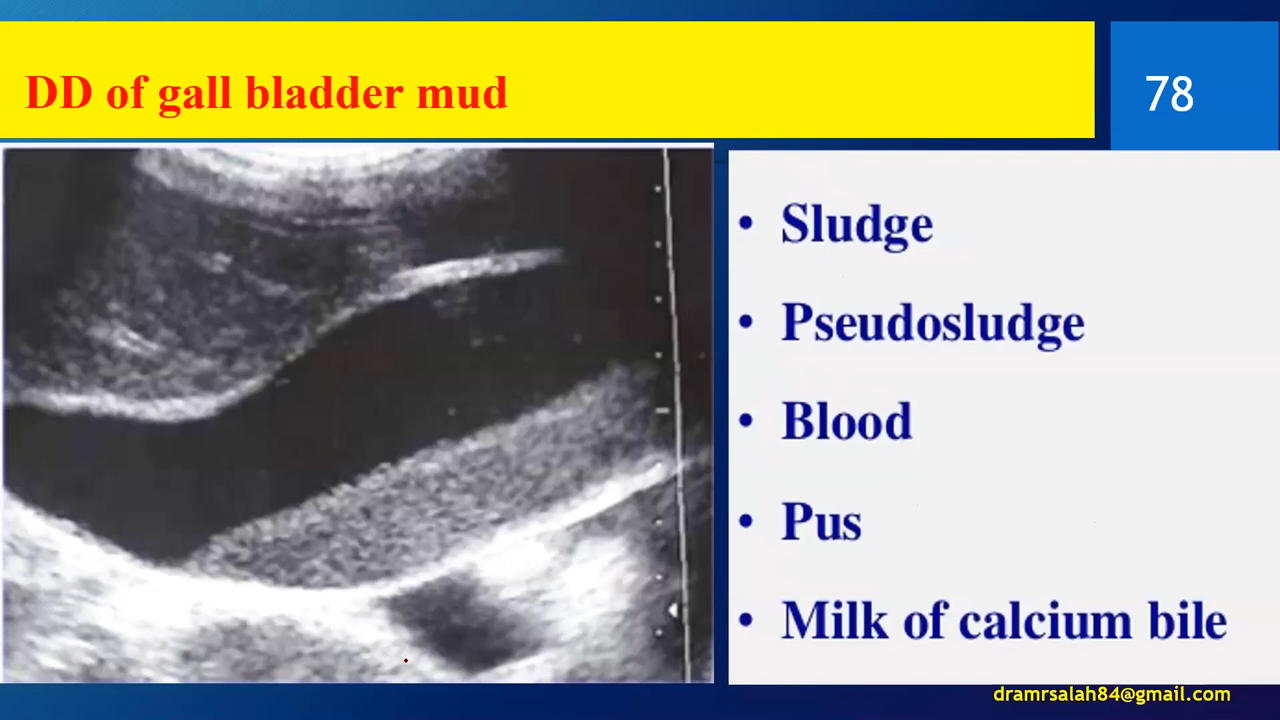 DD of gall bladder mud
78
• Sludge
• Pseudosludge
• Blood
• Pus
• Milk of calcium bile
dramrsalah84@gmail.com